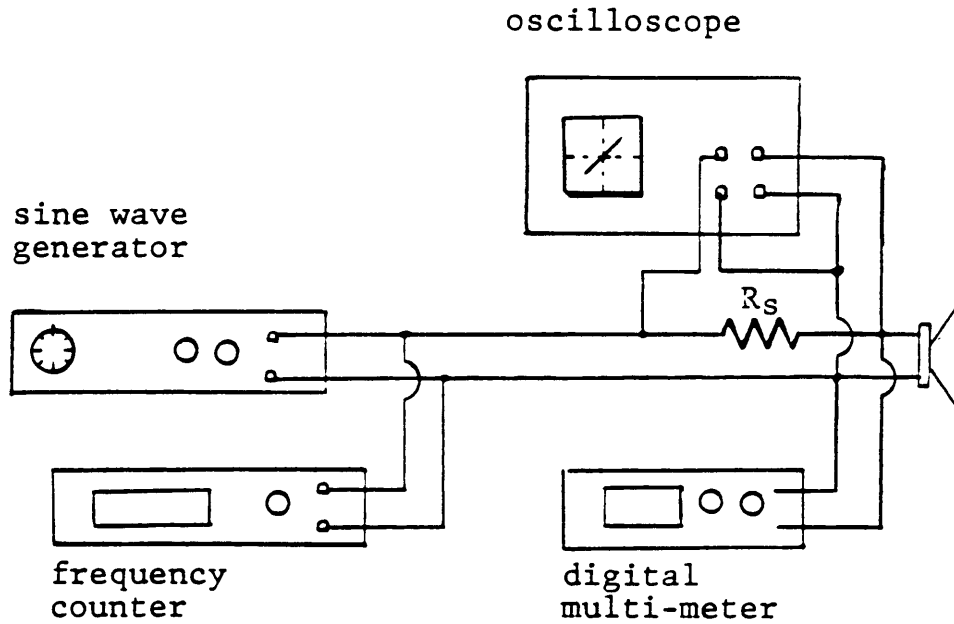 oscilloscope
sine wave
generator
Rs
frequency
counter
digital
multi-meter